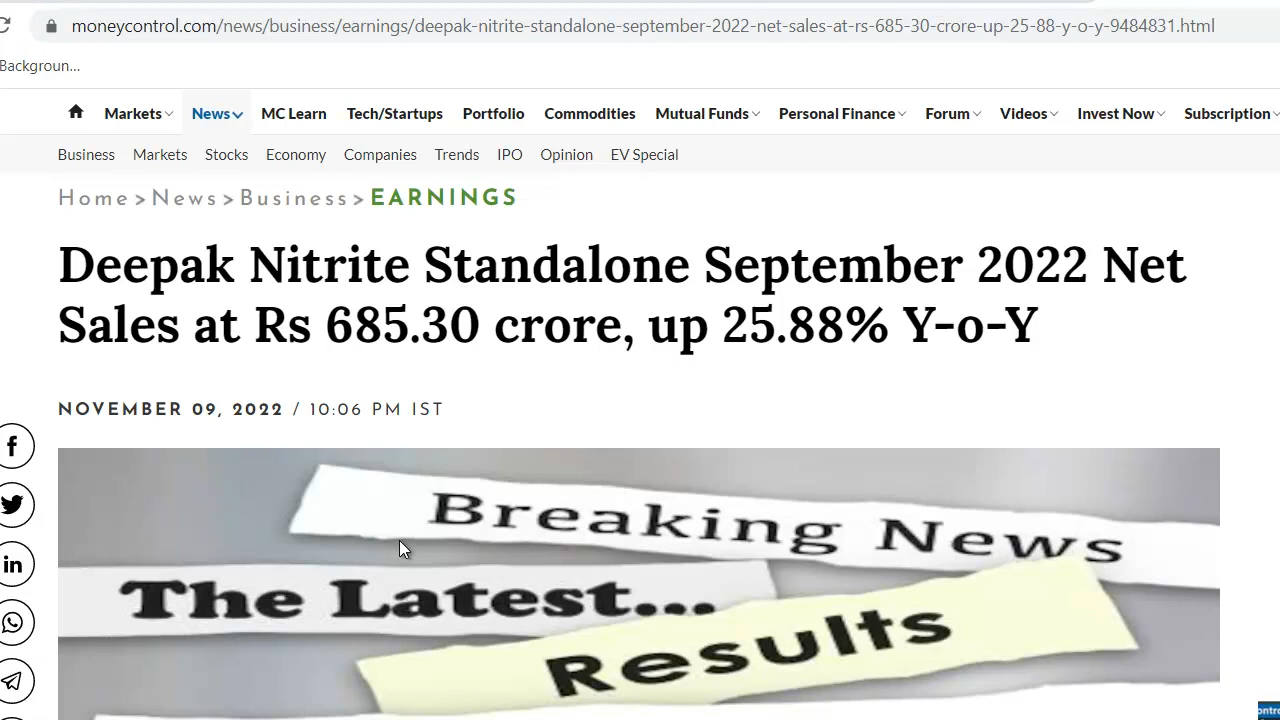 moneycontrol.com/news/business/earnings/deepak-nitrite-standalone-september-2022-net-sales-at-rs-685-30-crore-up-25-88-y-o-y-9484831.html
Backgroun...
Markets News MC Learn Tech/Startups Portfolio Commodities Mutual Funds Personal Finance Forum Videos Invest Now Subscription
Business Markets Stocks Economy Companies Trends IPO Opinion EV Special
Home > News > Business > EARNINGS
Deepak Nitrite Standalone September 2022 Net
Sales at Rs 685.30 crore, up 25.88% Y-o-Y
NOVEMBER 09, 2022 / 10:06 PM IST
Breaking News
The Latest...
Results